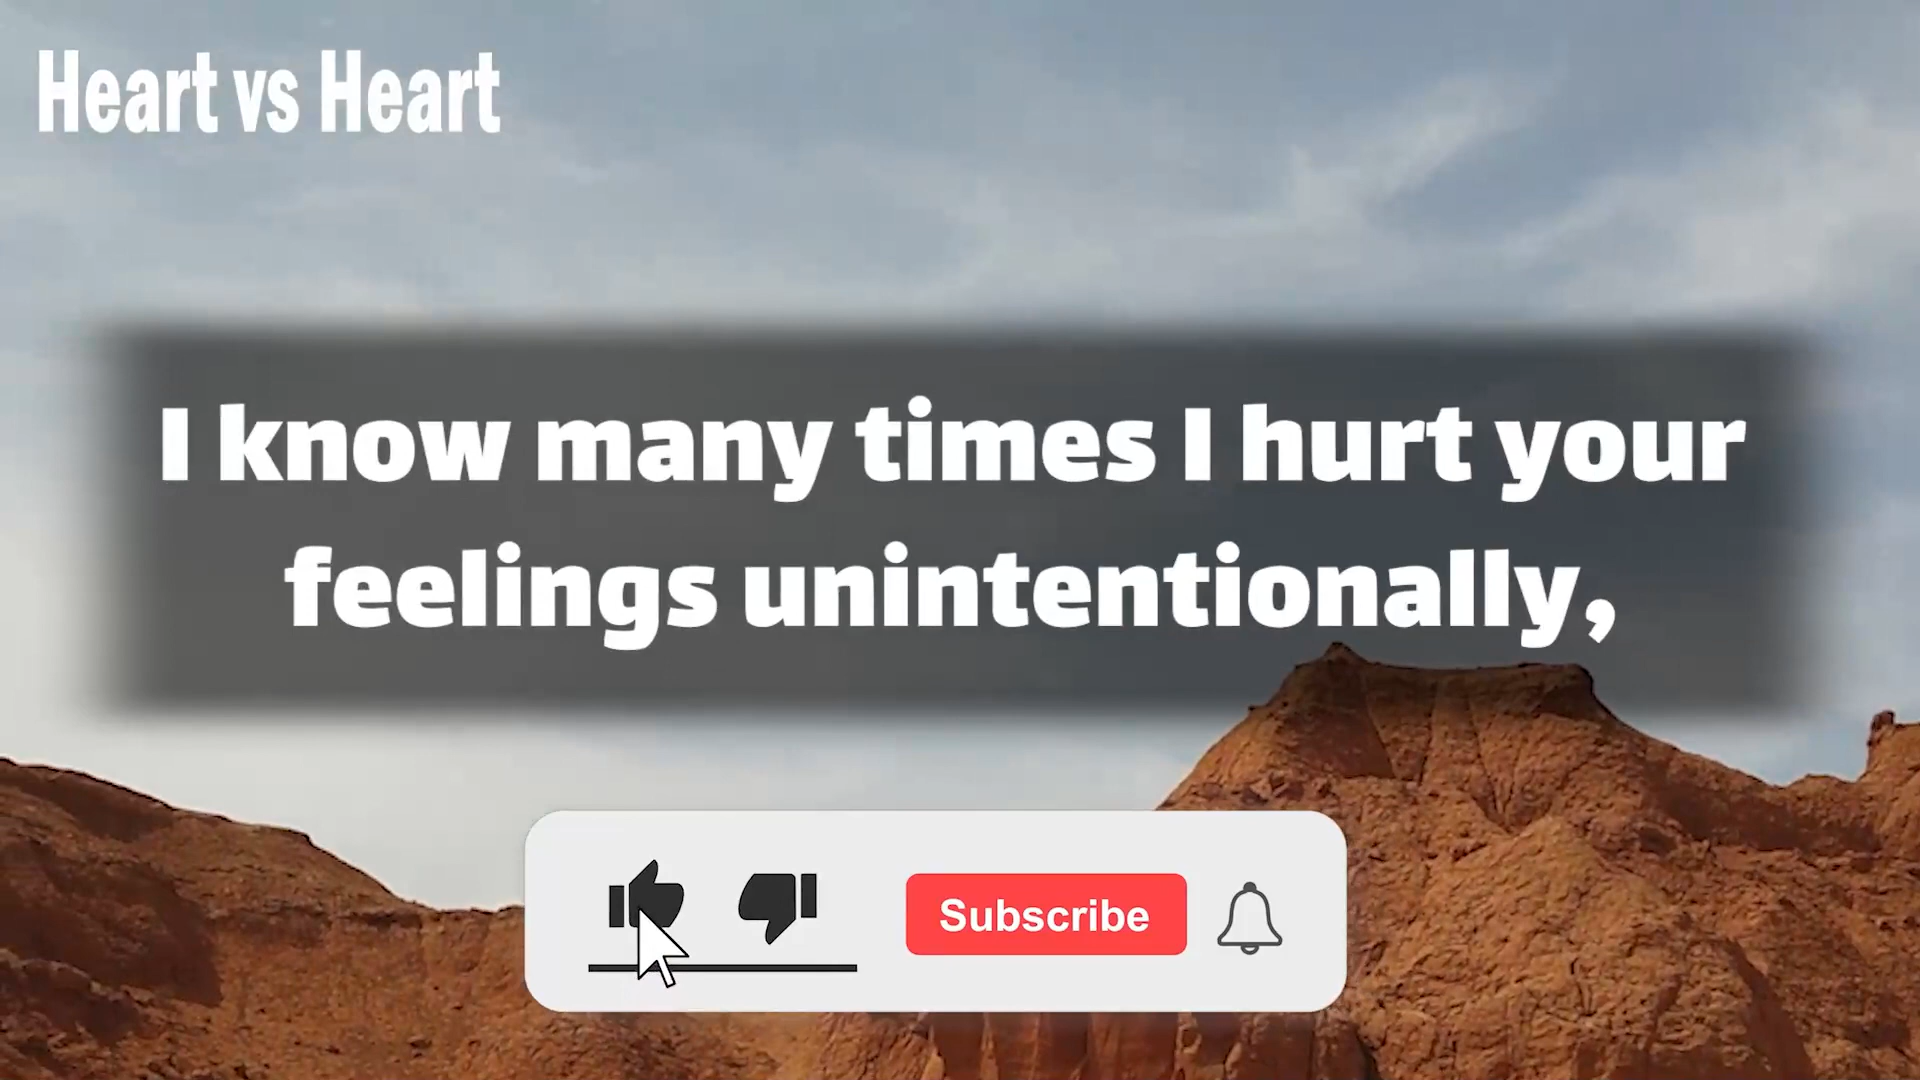 Heart vs Heart
I know many times I hurt your
feelings unintentionally,
Subscribe